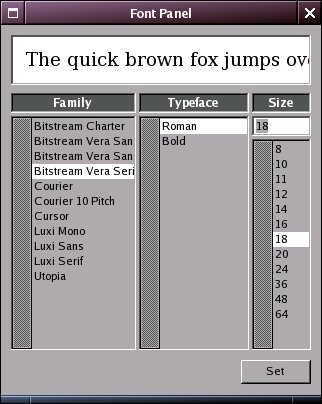 Font Panel
The quick brown fox jumps ov
Family
Typeface
Size
Bitstream Charter
Bitstream Vera San
Bitstream Vera San
Bitstream Vera Seri
Courier
Courier 10 Pitch
Cursor
Luxi Mono
Luxi Sans
Luxi Serif
Utopia
Roman
Bold
18
8
10
11
12
14
16
18
20
24
36
48
64
Set